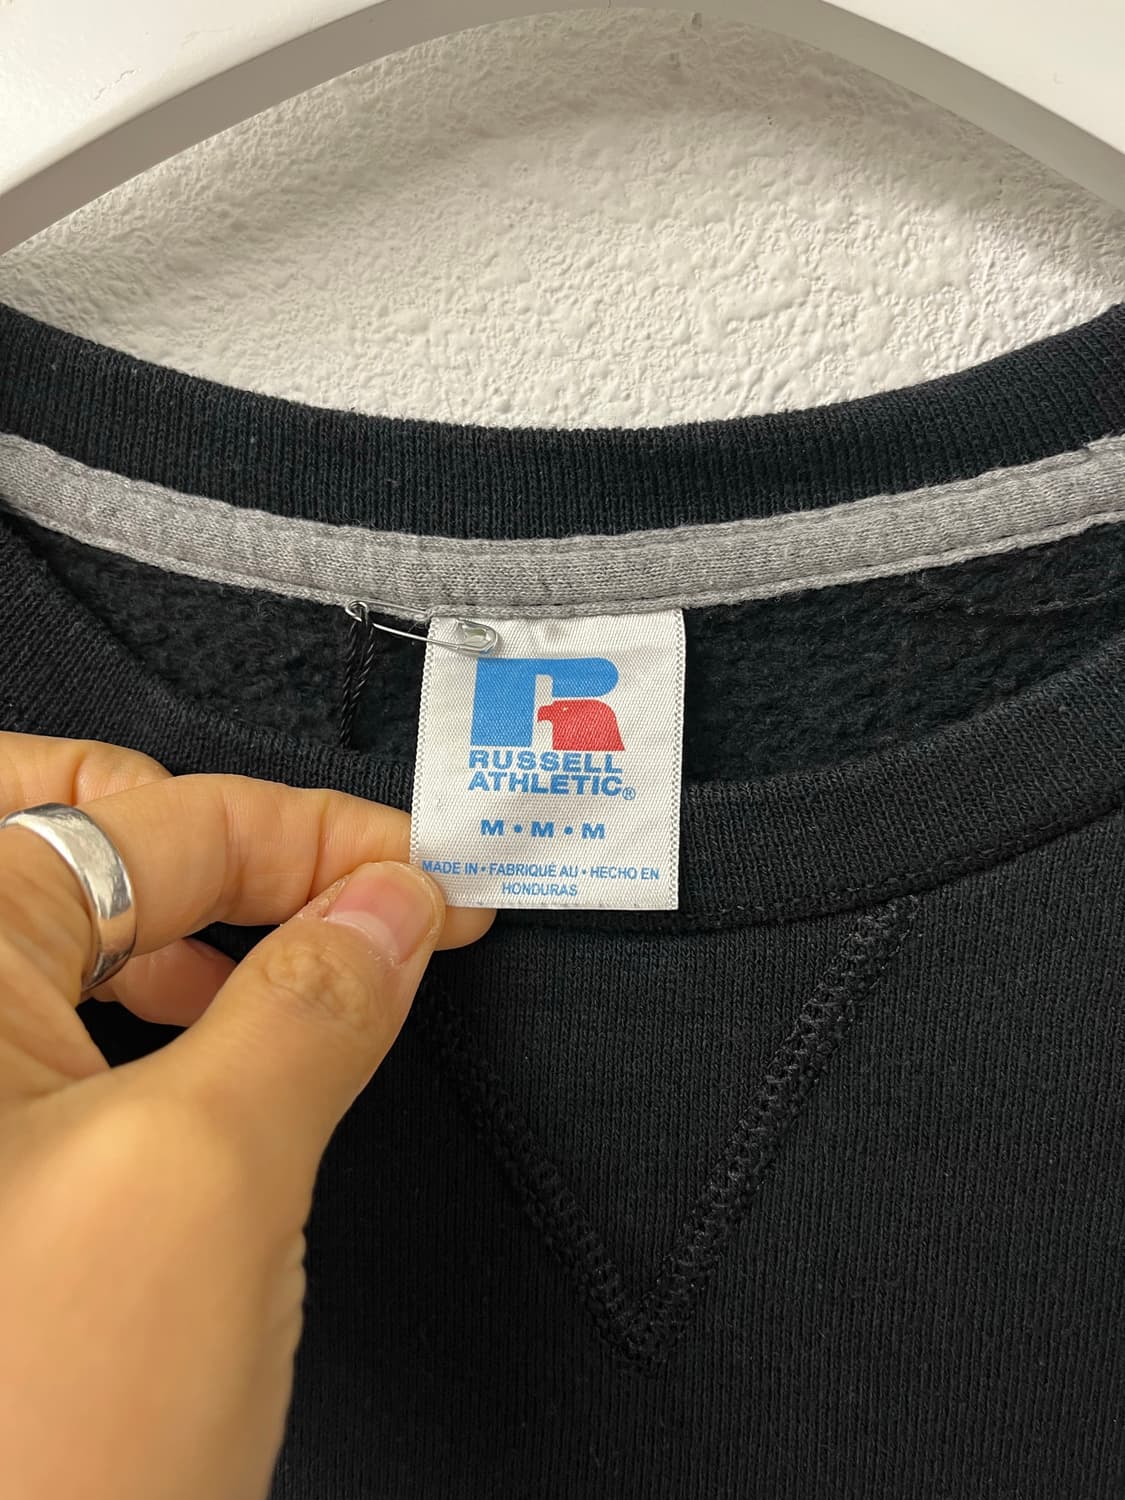 RUSSELL
ATHLETIC®
M • M • M
MADE IN • FABRIQUÉ AU • HECHO EN
HONDURAS